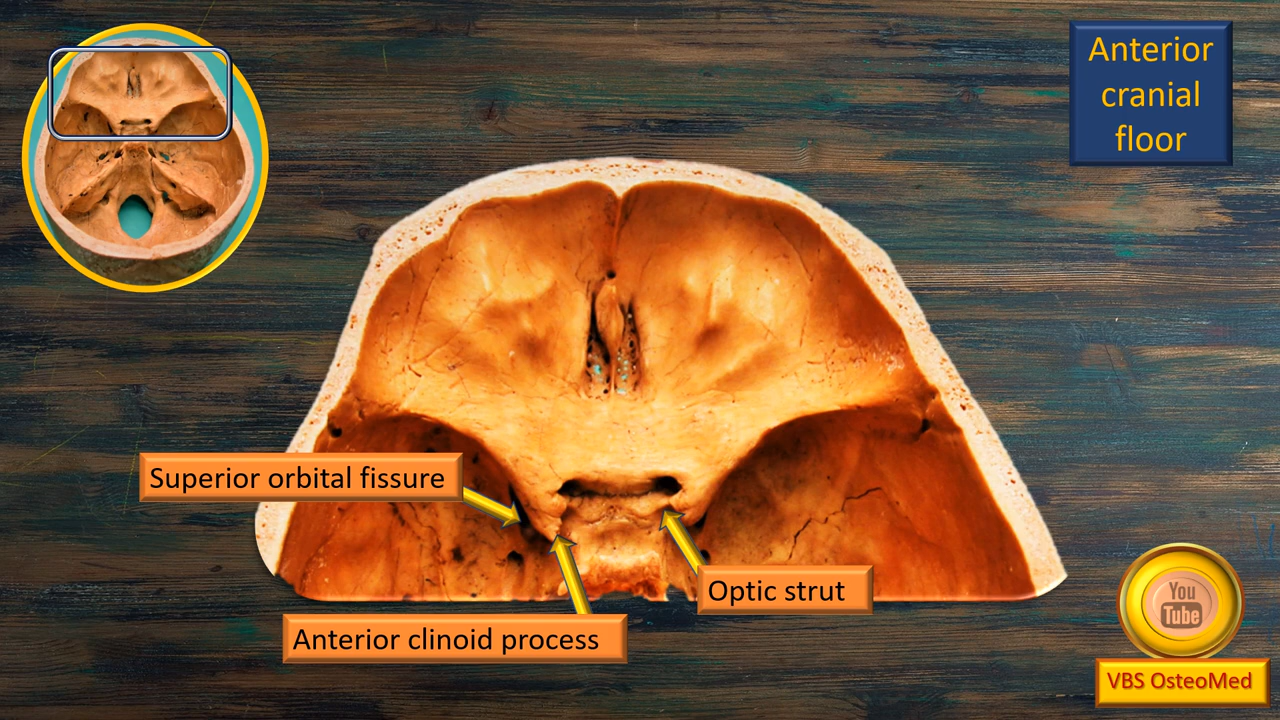 Anterior
cranial
floor
Superior orbital fissure
Optic strut
Anterior clinoid process
You
Tube
VBS OsteoMed